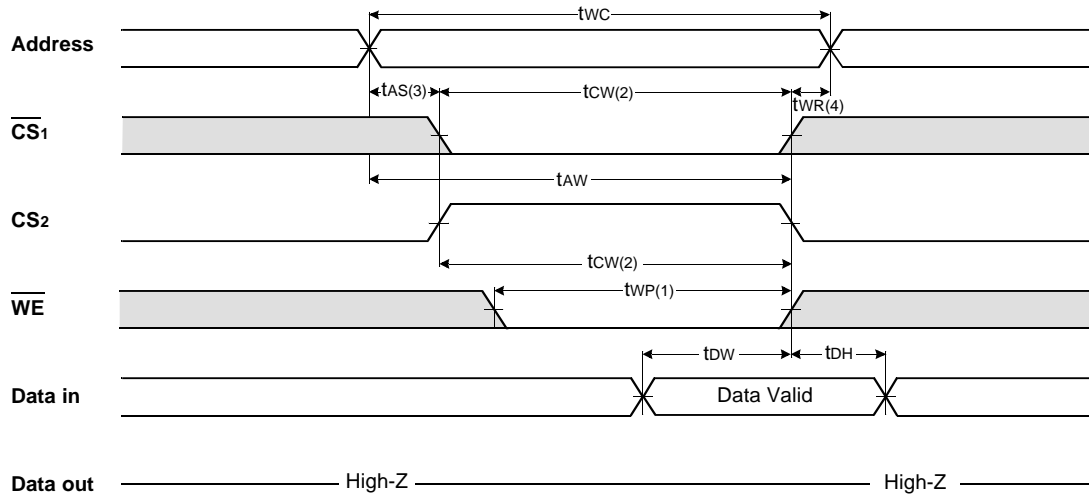 tWC
Address
tAS(3) tCW(2) tWR(4)
CS1
tAW
CS2
tCW(2)
tWP(1)
WE
tDW tDH
Data in Data Valid
Data out High-Z High-Z